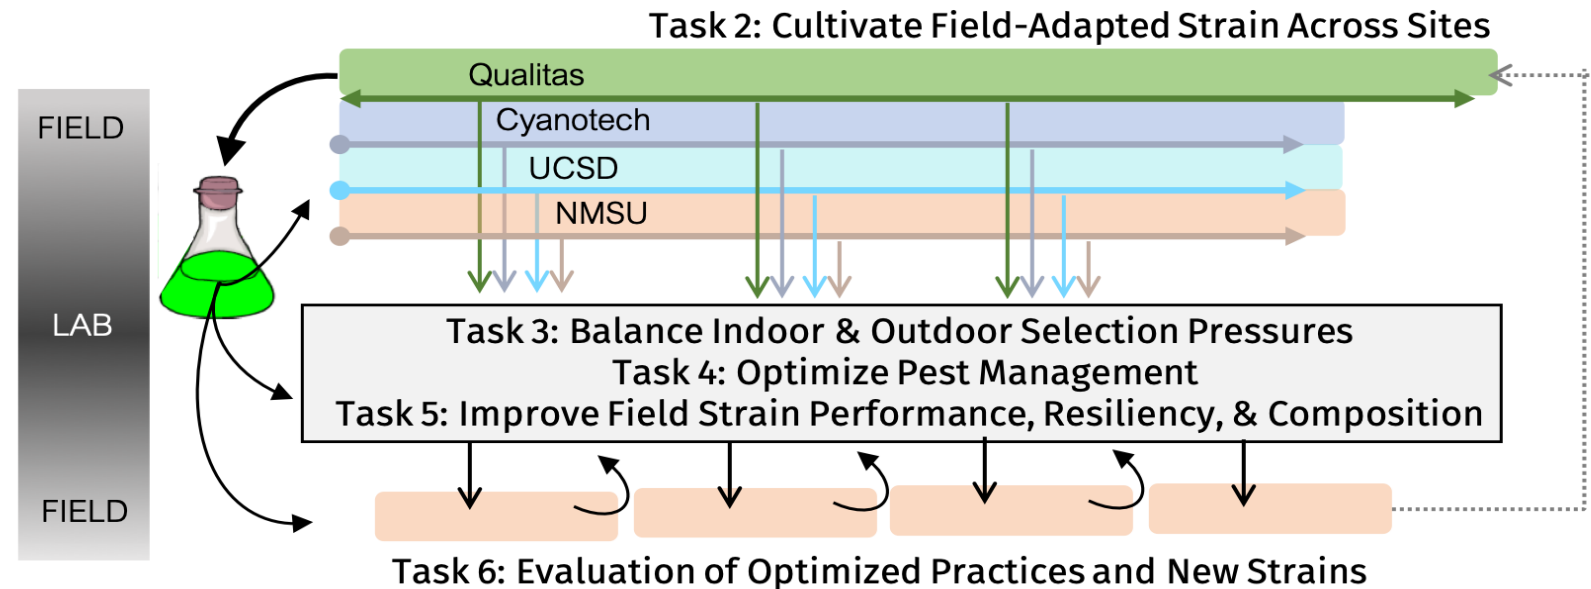 Task 2: Cultivate Field-Adapted Strain Across Sites
Qualitas
FIELD
Cyanotech
UCSD
NMSU
LAB
Task 3: Balance Indoor & Outdoor Selection Pressures
Task 4: Optimize Pest Management
Task 5: Improve Field Strain Performance, Resiliency, & Composition
FIELD
Task 6: Evaluation of Optimized Practices and New Strains